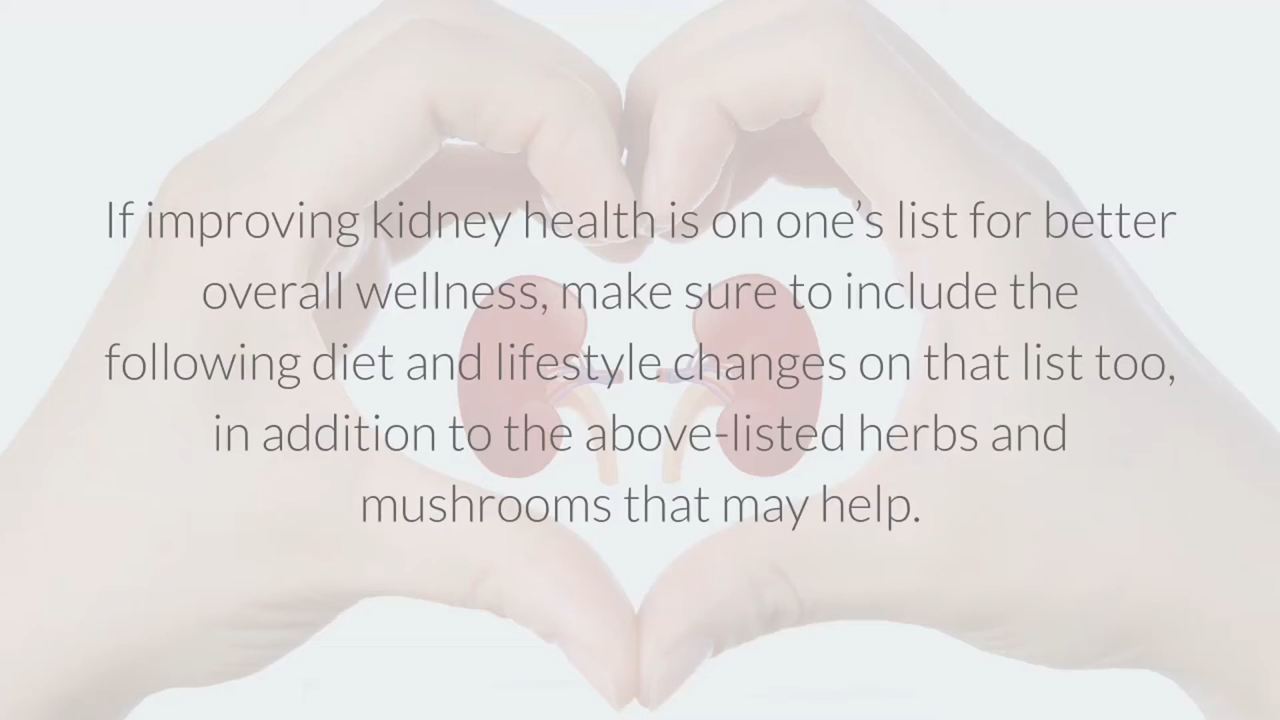 If improving kidney health is on one’s list for better
overall wellness, make sure to include the
following diet and lifestyle changes on that list too,
in addition to the above-listed herbs and
mushrooms that may help.